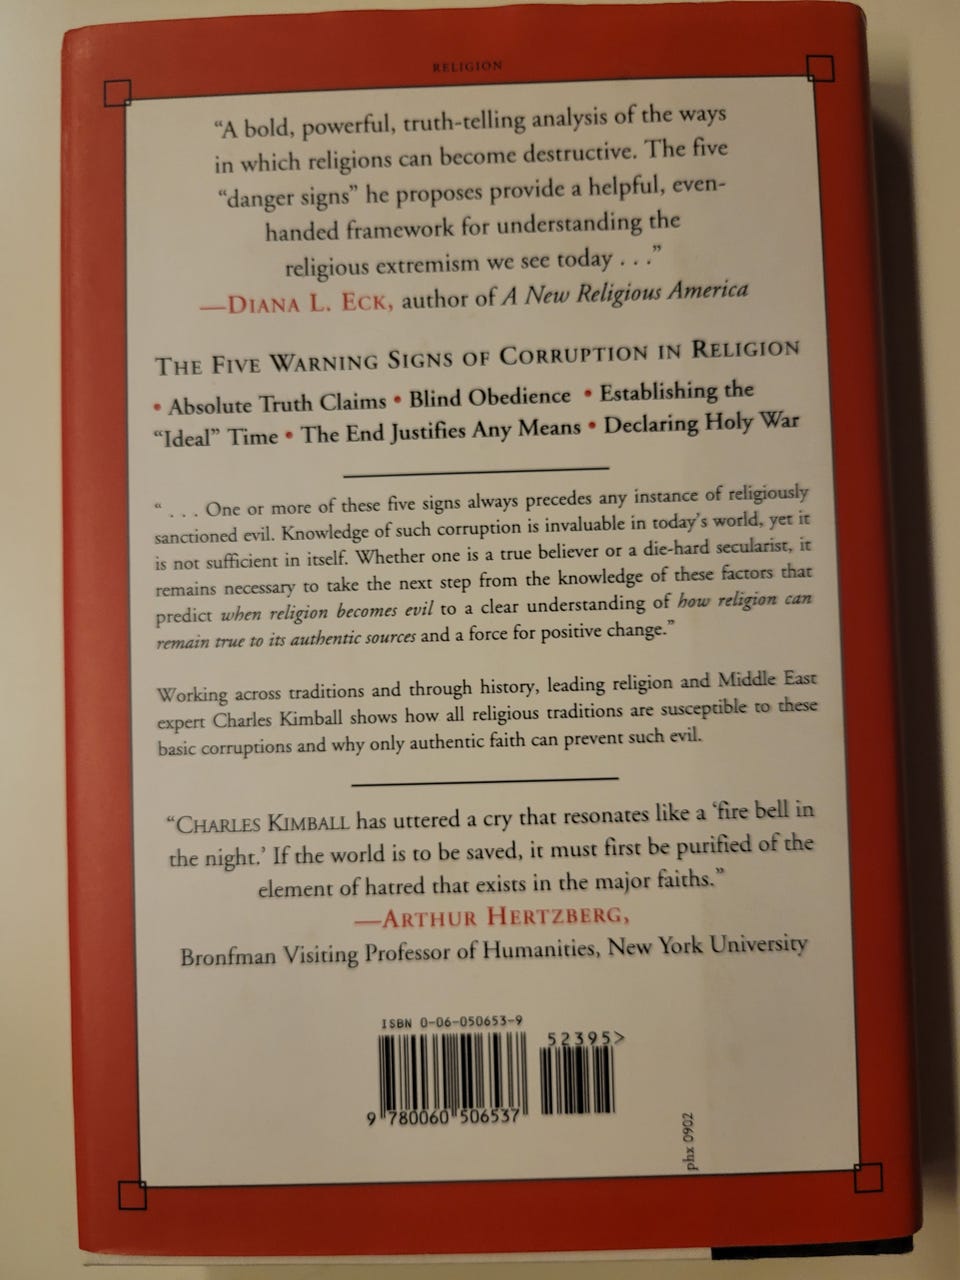 RELIGION
“A bold, powerful, truth-telling analysis of the ways
in which religions can become destructive. The five
“danger signs” he proposes provide a helpful, even-
handed framework for understanding the
religious extremism we see today . . .”
—DIANA L. ECK, author of A New Religious America
THE FIVE WARNING SIGNS OF CORRUPTION IN RELIGION
• Absolute Truth Claims • Blind Obedience • Establishing the
“Ideal” Time • The End Justifies Any Means • Declaring Holy War
“ . . . One or more of these five signs always precedes any instance of religiously
sanctioned evil. Knowledge of such corruption is invaluable in today’s world, yet it
is not sufficient in itself. Whether one is a true believer or a die-hard secularist, it
remains necessary to take the next step from the knowledge of these factors that
predict when religion becomes evil to a clear understanding of how religion can
remain true to its authentic sources and a force for positive change.”
Working across traditions and through history, leading religion and Middle East
expert Charles Kimball shows how all religious traditions are susceptible to these
basic corruptions and why only authentic faith can prevent such evil.
“CHARLES KIMBALL has uttered a cry that resonates like a ‘fire bell in
the night.’ If the world is to be saved, it must first be purified of the
element of hatred that exists in the major faiths.”
—ARTHUR HERTZBERG,
Bronfman Visiting Professor of Humanities, New York University
ISBN 0-06-050653-9
52395>
9 780060 506537
phx 0902